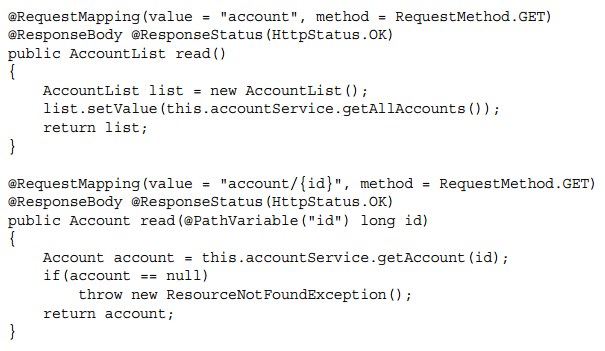 @RequestMapping(value = "account", method = RequestMethod.GET)
@ResponseBody @ResponseStatus(HttpStatus.OK)
public AccountList read()
{
    AccountList list = new AccountList();
    list.setValue(this.accountService.getAllAccounts());
    return list;
}

@RequestMapping(value = "account/{id}", method = RequestMethod.GET)
@ResponseBody @ResponseStatus(HttpStatus.OK)
public Account read(@PathVariable("id") long id)
{
    Account account = this.accountService.getAccount(id);
    if(account == null)
        throw new ResourceNotFoundException();
    return account;
}